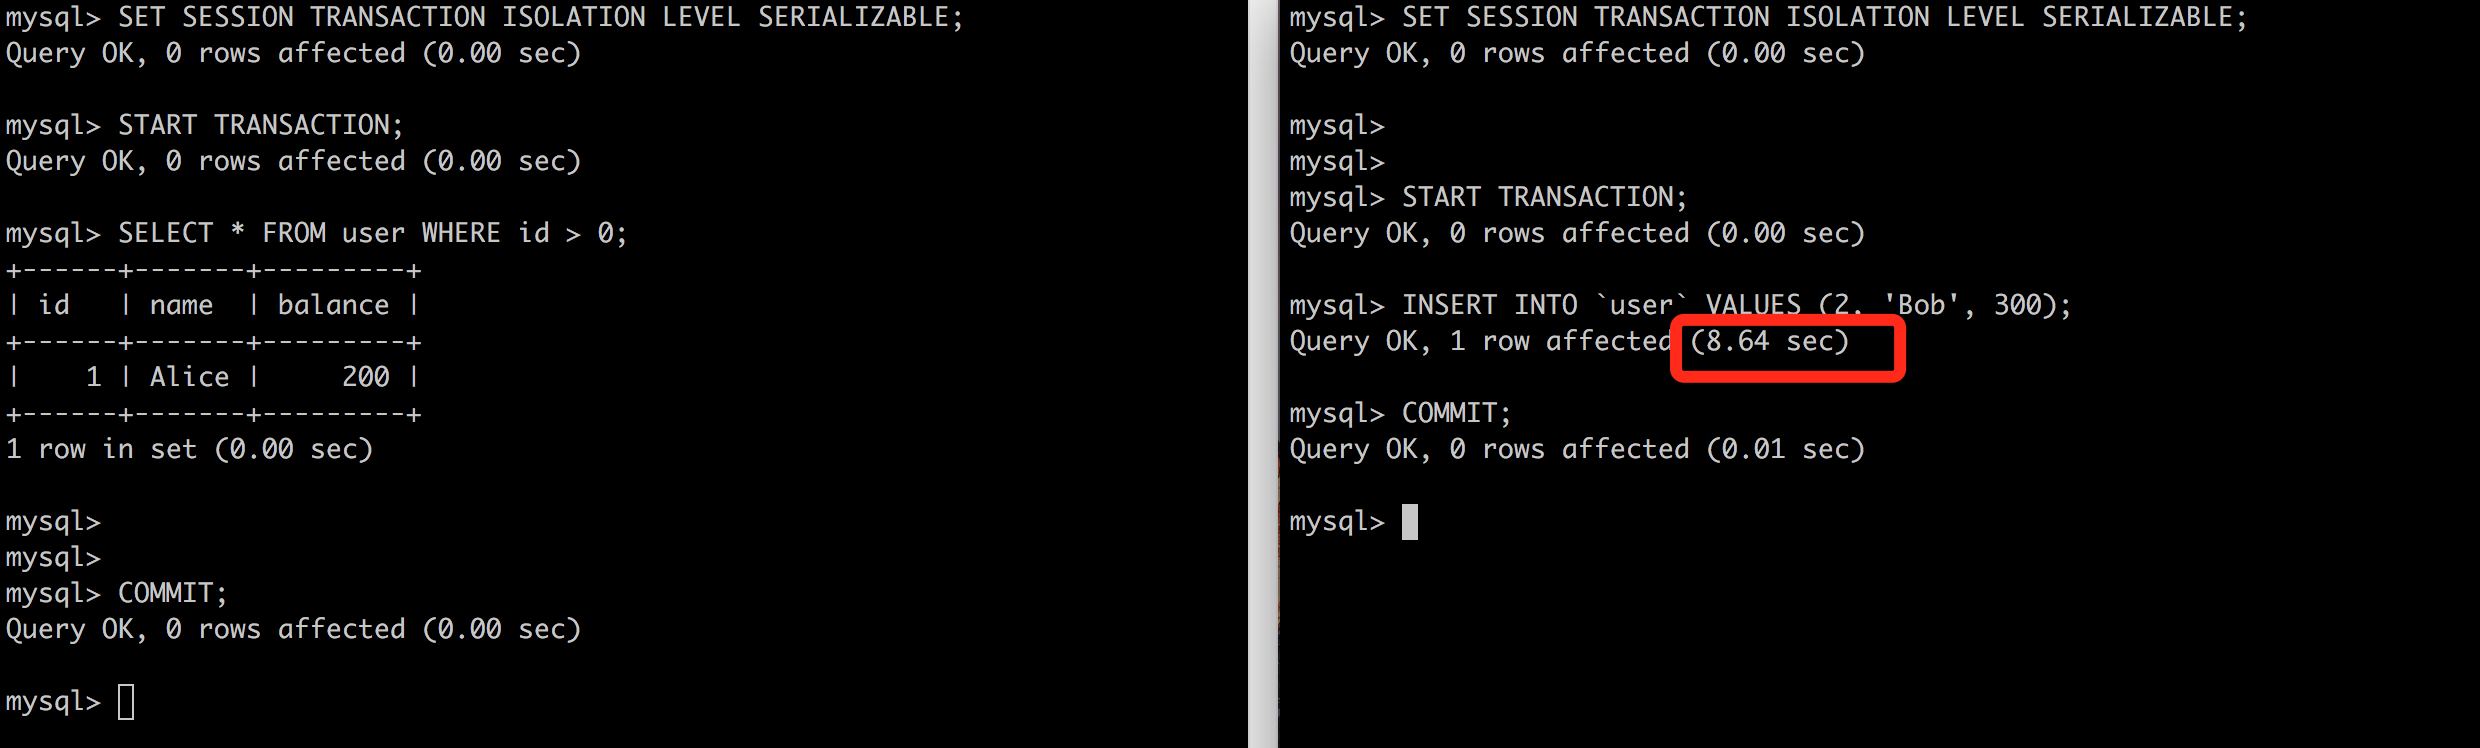 mysql> SET SESSION TRANSACTION ISOLATION LEVEL SERIALIZABLE;
Query OK, 0 rows affected (0.00 sec)
mysql> START TRANSACTION;
Query OK, 0 rows affected (0.00 sec)
mysql> SELECT * FROM user WHERE id > 0;
+------+-------+---------+
| id   | name  | balance |
+------+-------+---------+
|    1 | Alice |     200 |
+------+-------+---------+
1 row in set (0.00 sec)
mysql>
mysql>
mysql> COMMIT;
Query OK, 0 rows affected (0.00 sec)
mysql>
mysql> SET SESSION TRANSACTION ISOLATION LEVEL SERIALIZABLE;
Query OK, 0 rows affected (0.00 sec)
mysql>
mysql>
mysql> START TRANSACTION;
Query OK, 0 rows affected (0.00 sec)
mysql> INSERT INTO `user` VALUES (2, 'Bob', 300);
Query OK, 1 row affected (8.64 sec)
mysql> COMMIT;
Query OK, 0 rows affected (0.01 sec)
mysql>